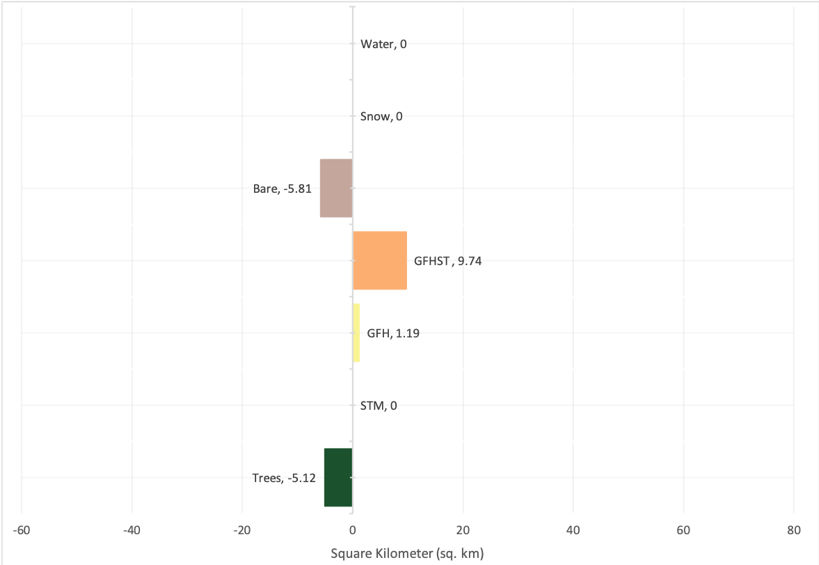 Water, 0
Snow, 0
Bare, -5.81
GFHST , 9.74
GFH, 1.19
STM, 0
Trees, -5.12
-60 -40 -20 0 20 40 60 80
Square Kilometer (sq. km)